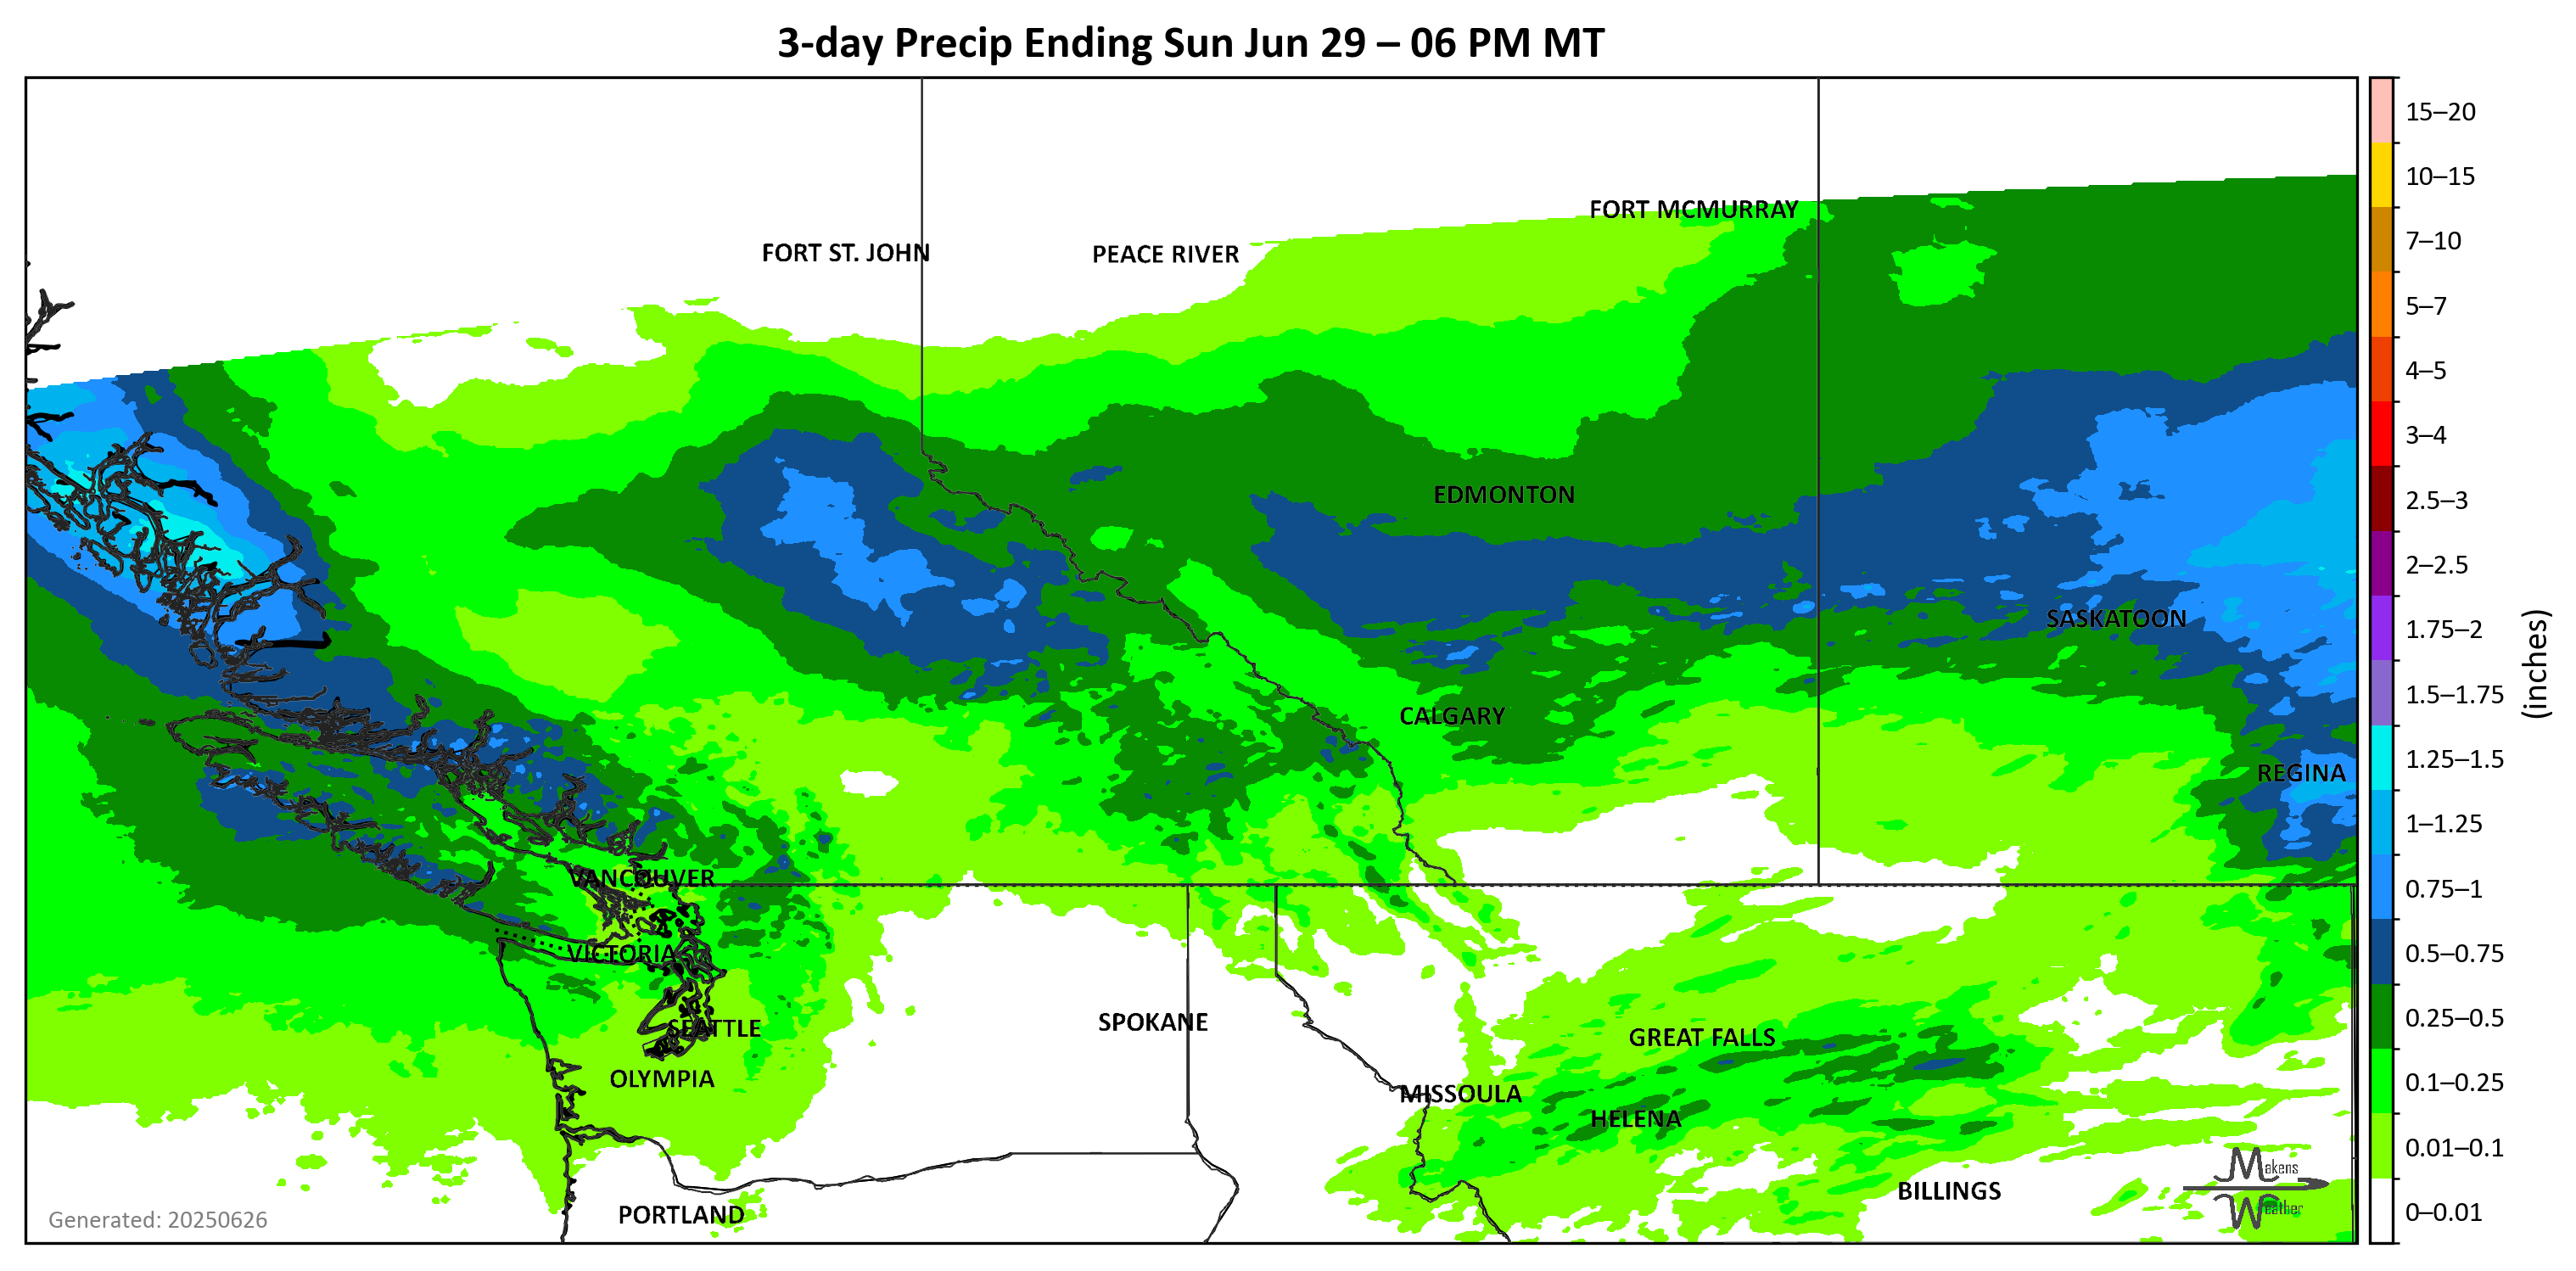 3-day Precip Ending Sun Jun 29 – 06 PM MT
FORT MCMURRAY
FORT ST. JOHN
PEACE RIVER
EDMONTON
SASKATOON
CALGARY
REGINA
VANCOUVER
VICTORIA
SPOKANE
SEATTLE
GREAT FALLS
OLYMPIA
MISSOULA
HELENA
BILLINGS
PORTLAND
Makens
Weather
Generated: 20250626
15–20
10–15
7–10
5–7
4–5
3–4
2.5–3
2–2.5
1.75–2
1.5–1.75
1.25–1.5
1–1.25
0.75–1
0.5–0.75
0.25–0.5
0.1–0.25
0.01–0.1
0–0.01
(inches)